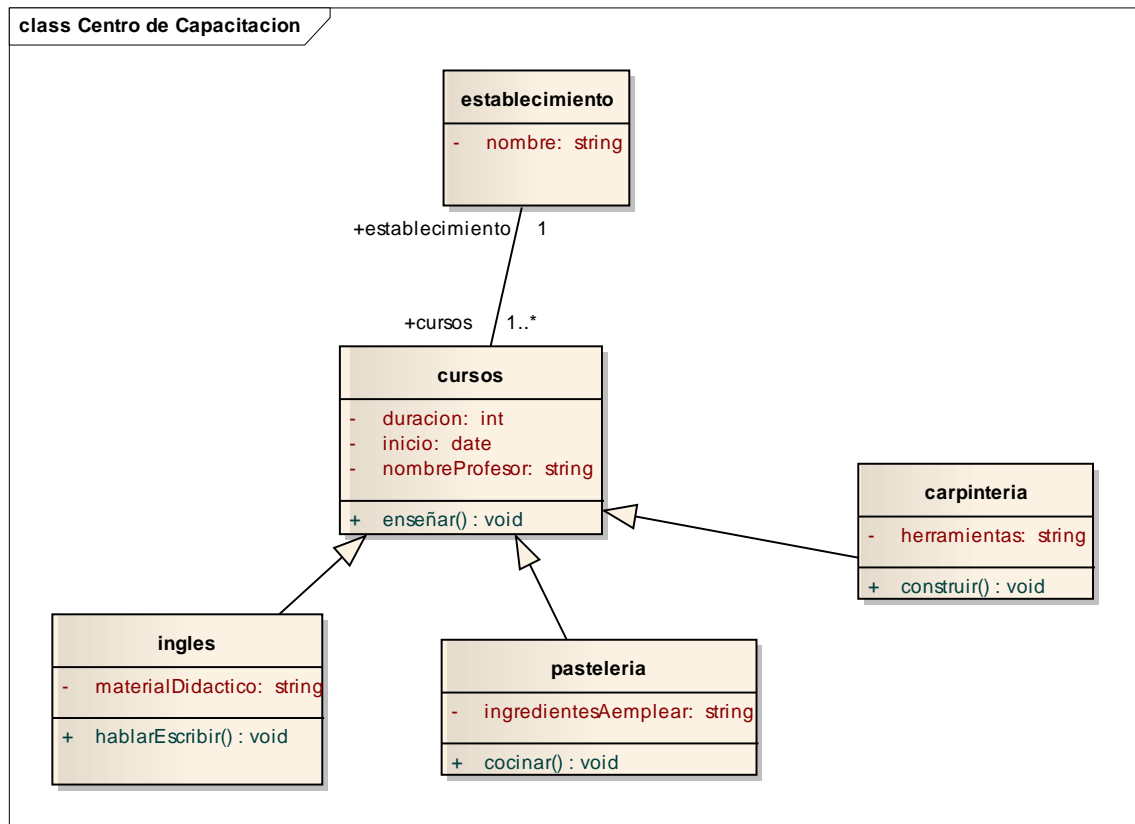 class Centro de Capacitacion
establecimiento
- nombre: string
+establecimiento 1
+cursos 1..*
cursos
- duracion: int
- inicio: date
- nombreProfesor: string
+ enseñar() : void
carpinteria
- herramientas: string
+ construir() : void
ingles
- materialDidactico: string
+ hablarEscribir() : void
pasteleria
- ingredientesAemplear: string
+ cocinar() : void